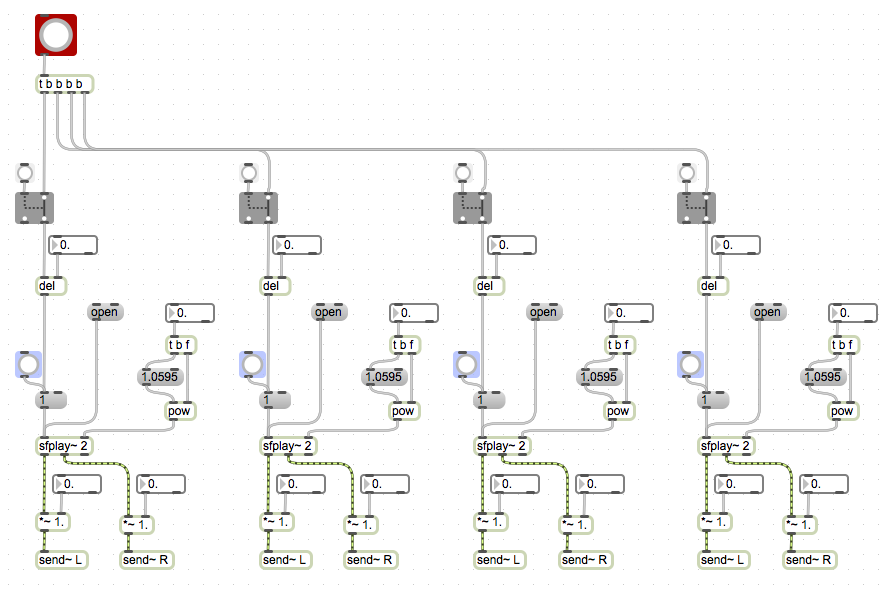 t b b b b
0. 0. 0. 0.
del del del del
open 0. open 0. open 0. open 0.
t b f t b f t b f t b f
1.0595 1.0595 1.0595 1.0595
1 1 1 1
pow pow pow pow
sfplay~ 2 sfplay~ 2 sfplay~ 2 sfplay~ 2
0. 0. 0. 0. 0. 0. 0. 0.
*~ 1. *~ 1. *~ 1. *~ 1. *~ 1. *~ 1. *~ 1. *~ 1.
send~ L send~ R send~ L send~ R send~ L send~ R send~ L send~ R